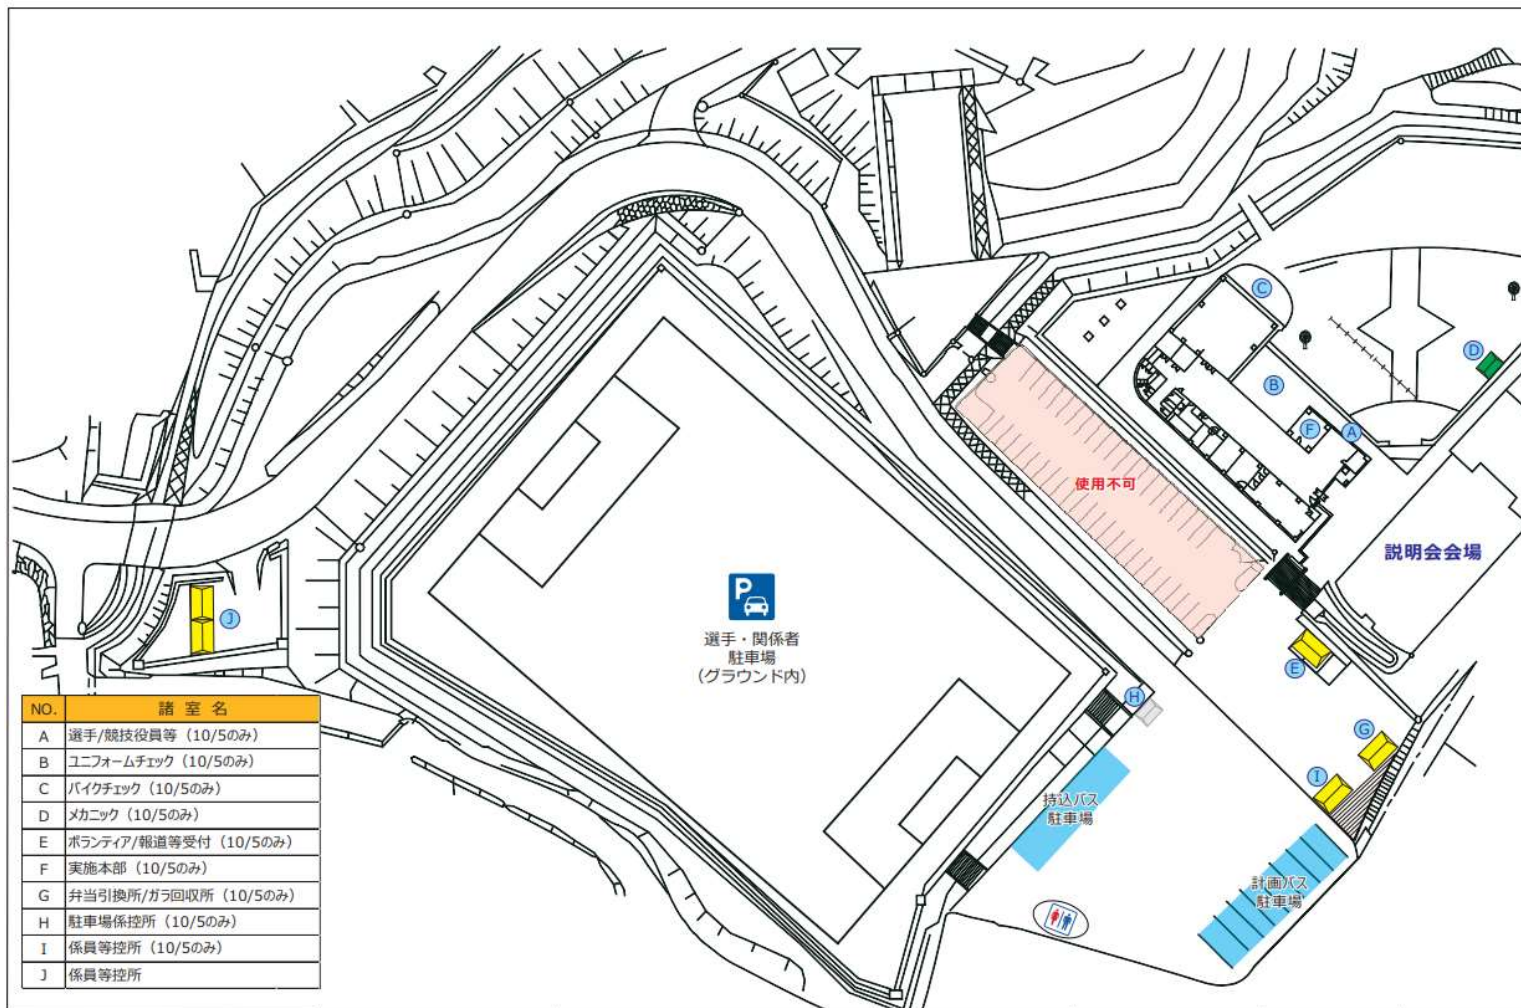 C
D
B
F
A
使用不可
説明会会場
P
選手・関係者
駐車場
(グラウンド内)
J
E
H
G
I
持込バス
駐車場
計画バス
駐車場
NO. 諸室名
A 選手/競技役員等（10/5のみ）
B ユニフォームチェック（10/5のみ）
C バイクチェック（10/5のみ）
D メカニック（10/5のみ）
E ボランティア/報道等受付（10/5のみ）
F 実施本部（10/5のみ）
G 弁当引換所/ガラ回収所（10/5のみ）
H 駐車場係控所（10/5のみ）
I 係員等控所（10/5のみ）
J 係員等控所